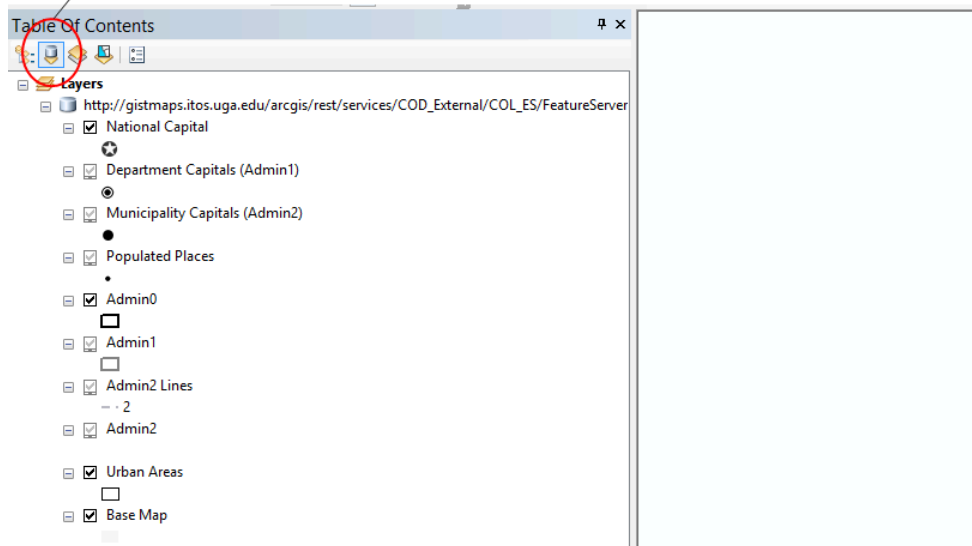 Table Of Contents
Layers
http://gistmaps.itos.uga.edu/arcgis/rest/services/COD_External/COL_ES/FeatureServer
National Capital
Department Capitals (Admin1)
Municipality Capitals (Admin2)
Populated Places
Admin0
Admin1
Admin2 Lines
2
Admin2
Urban Areas
Base Map